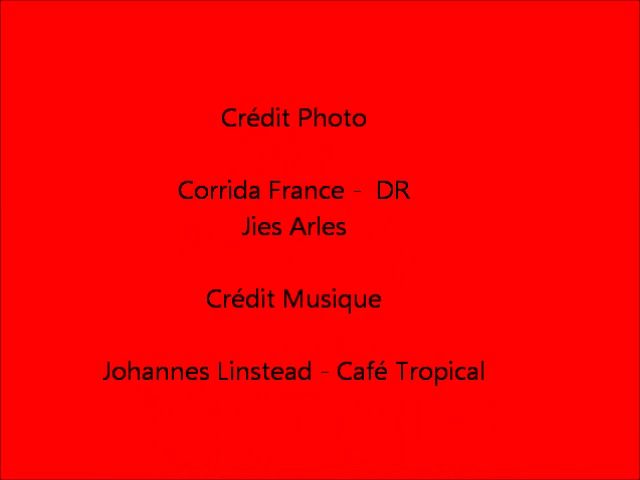 Crédit Photo
Corrida France - DR
Jies Arles
Crédit Musique
Johannes Linstead - Café Tropical